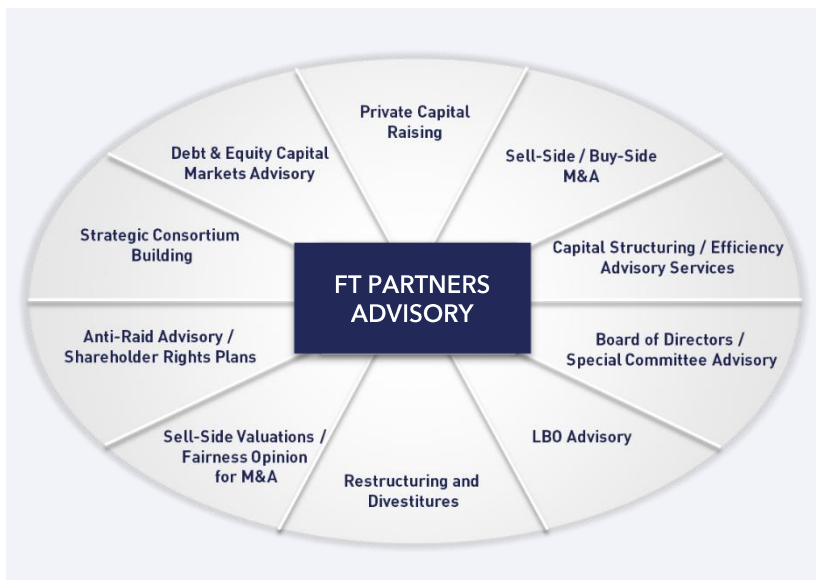 Private Capital
Raising
Debt & Equity Capital
Markets Advisory
Sell-Side / Buy-Side
M&A
Strategic Consortium
Building
Capital Structuring / Efficiency
Advisory Services
FT PARTNERS
ADVISORY
Anti-Raid Advisory /
Shareholder Rights Plans
Board of Directors /
Special Committee Advisory
Sell-Side Valuations /
Fairness Opinion
for M&A
LBO Advisory
Restructuring and
Divestitures